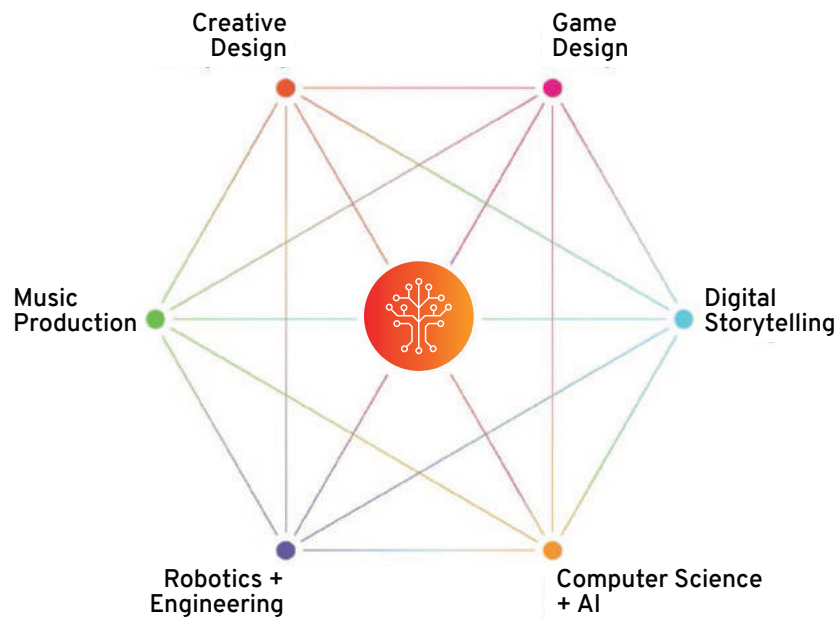 Creative
Design
Game
Design
Music
Production
Digital
Storytelling
Robotics +
Engineering
Computer Science
+ AI